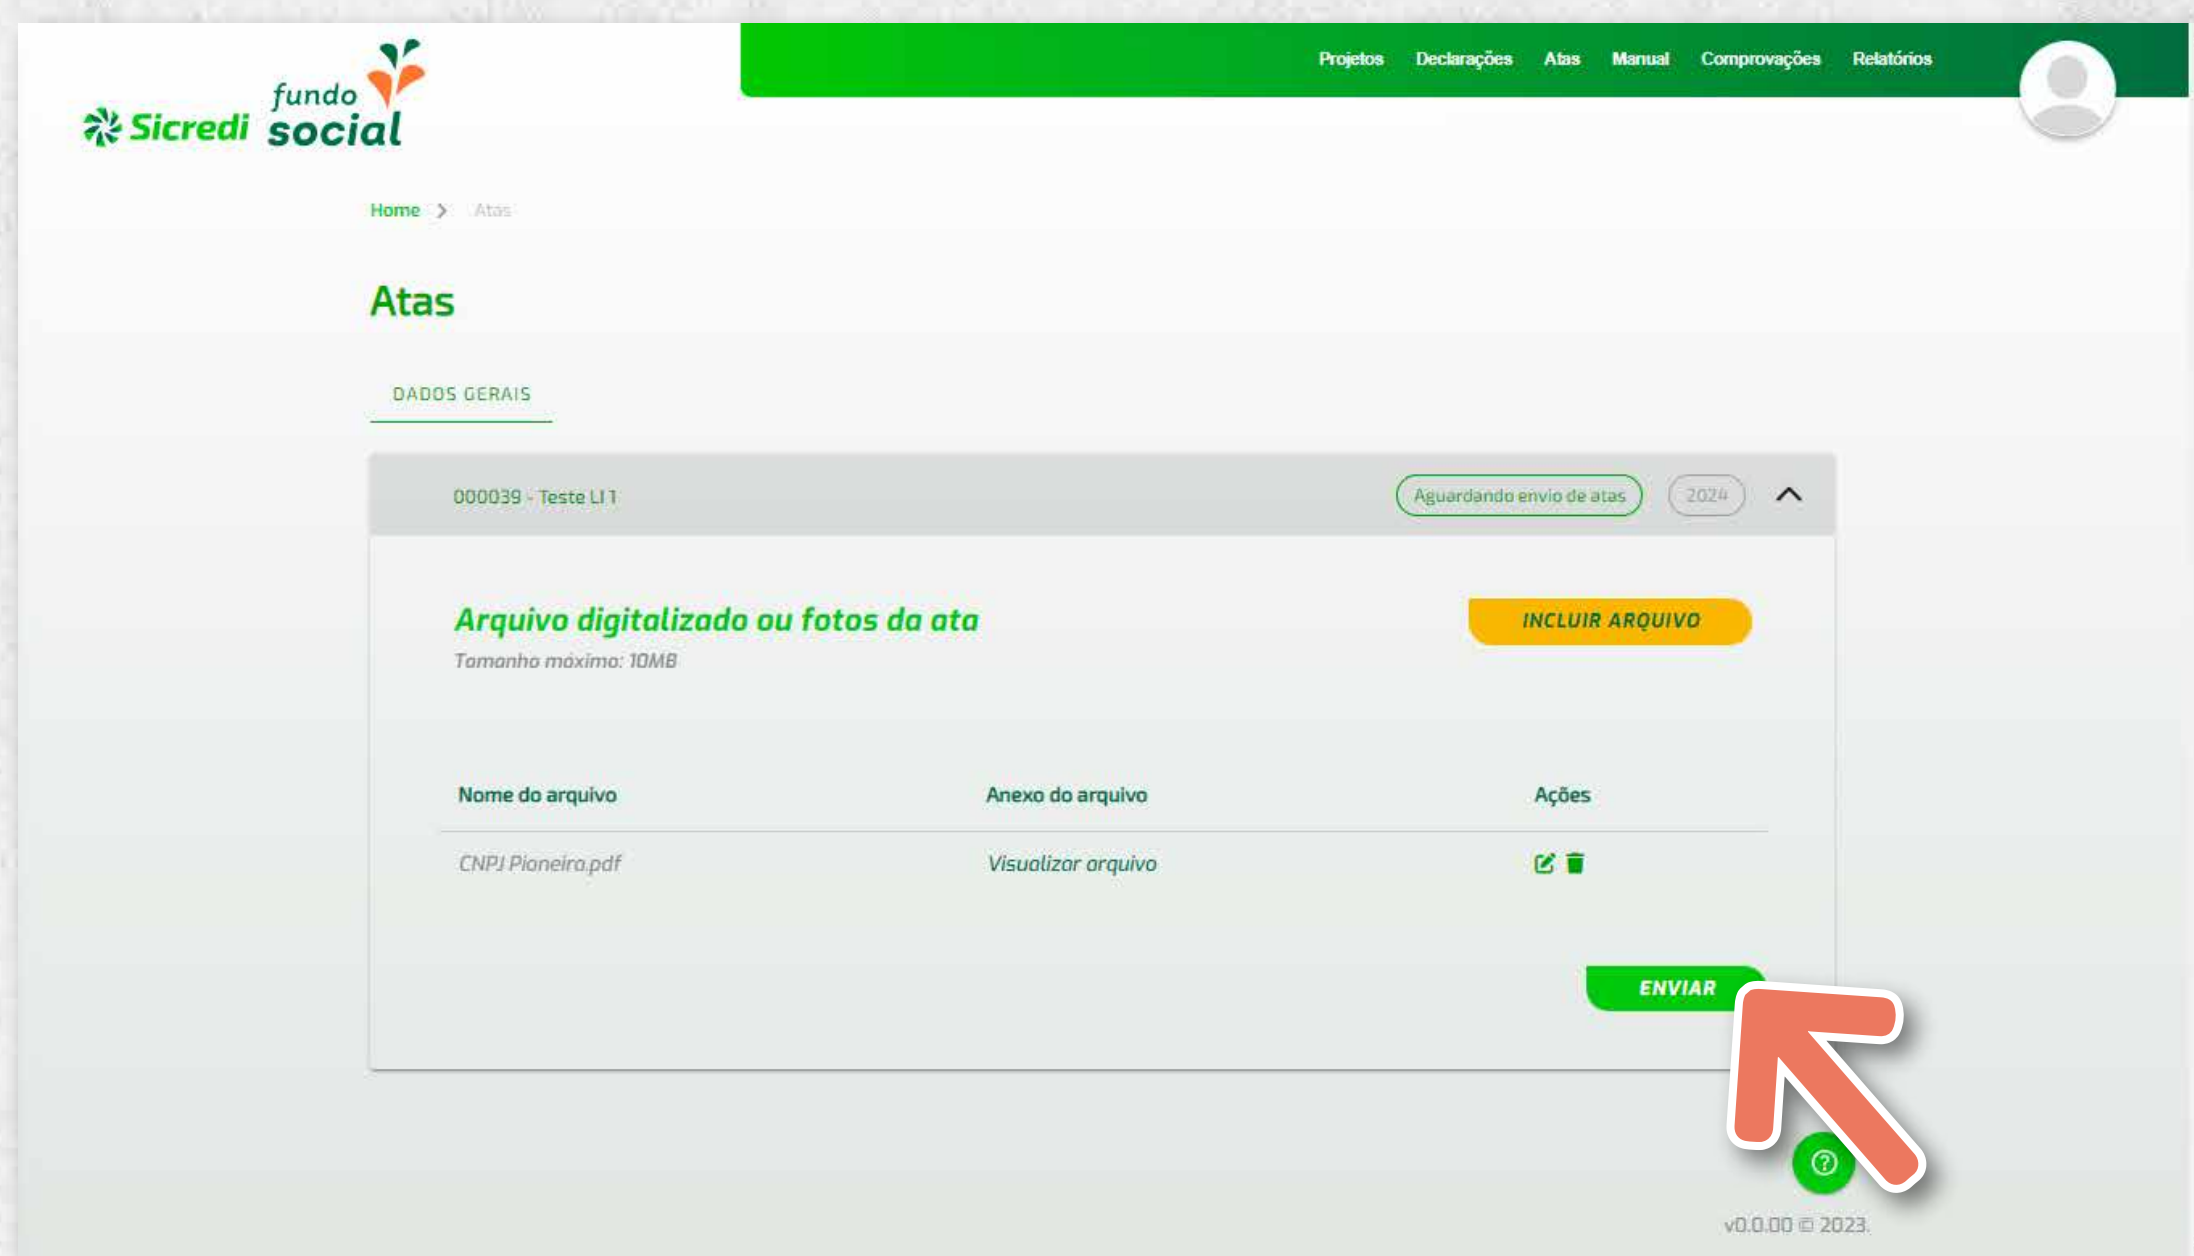 Projetos Declarações Atas Manual Comprovações Relatórios
Sicredi fundo social
Home > Atas
Atas
DADOS GERAIS
000039 - Teste LI 1 Aguardando envio de atas 2024
Arquivo digitalizado ou fotos da ata INCLUIR ARQUIVO
Tamanho máximo: 10MB
Nome do arquivo Anexo do arquivo Ações
CNPJ Pioneira.pdf Visualizar arquivo
ENVIAR
v0.0.00 © 2023.